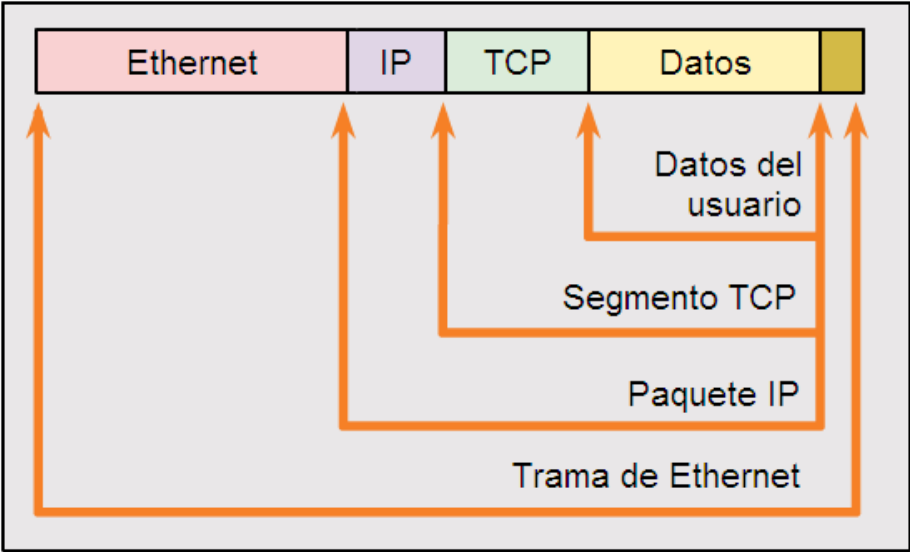 Ethernet IP TCP Datos
Datos del
usuario
Segmento TCP
Paquete IP
Trama de Ethernet